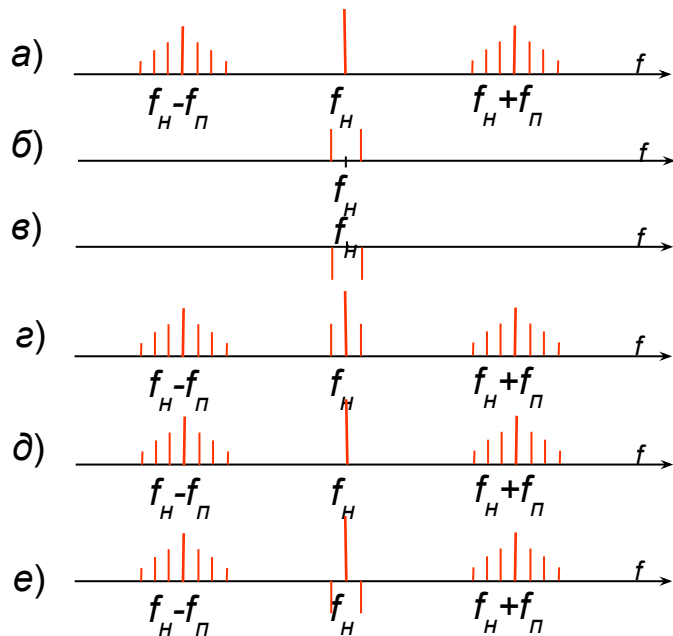 а) f
fн-fп fн fн+fп
б) f
fн
в) fн f
г) f
fн-fп fн fн+fп
д) f
fн-fп fн fн+fп
е) f
fн-fп fн fн+fп